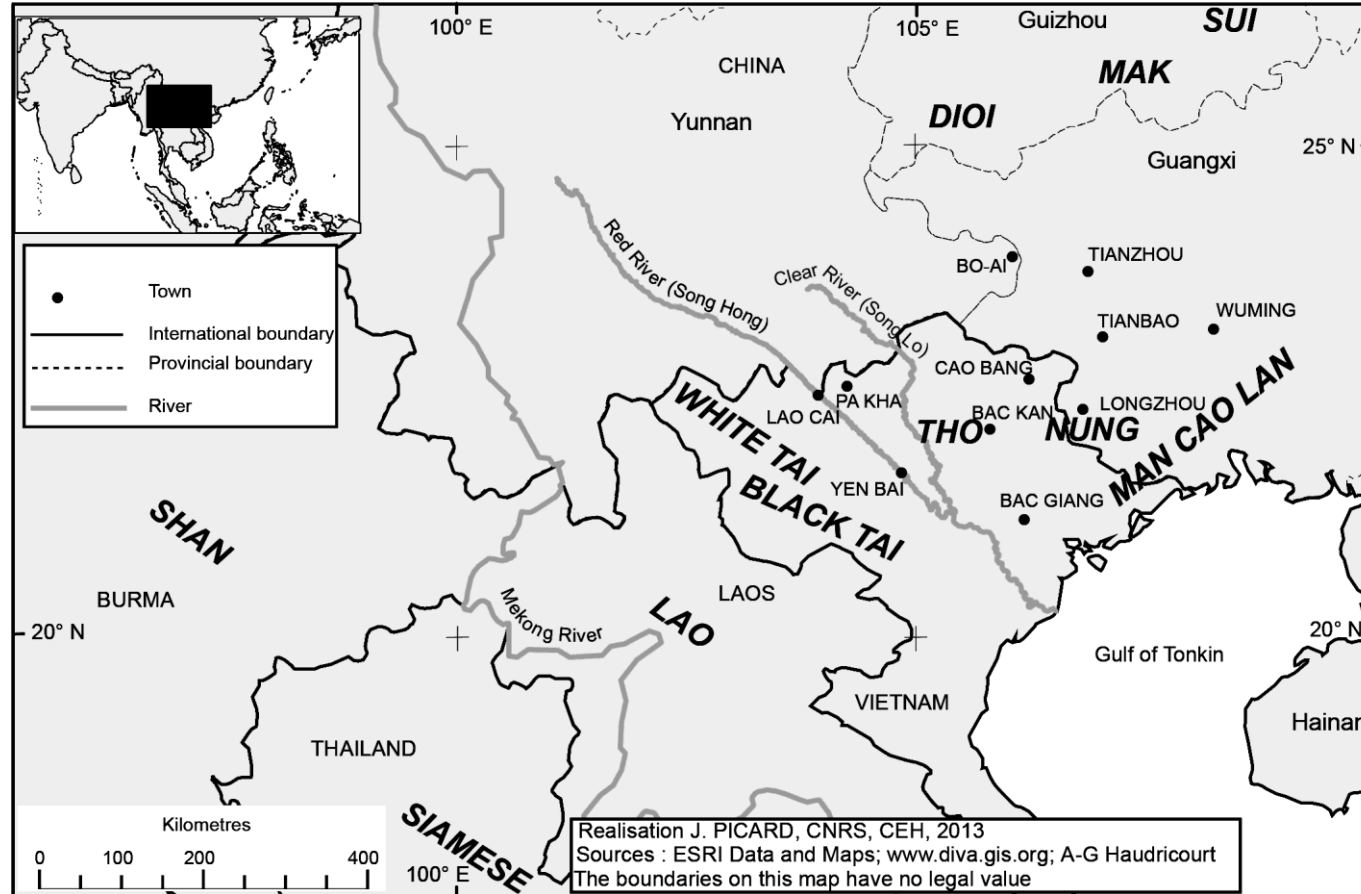 100° E
105° E
Guizhou
SUI
CHINA
MAK
Yunnan
DIOI
Guangxi
25° N
Red River (Song Hong)
Clear River (Song Lo)
BO-AI
TIANZHOU
TIANBAO
WUMING
CAO BANG
LAO CAI
PA KHA
BAC KAN
LONGZHOU
THO
NUNG
MAN CAO LAN
WHITE TAI
BLACK TAI
YEN BAI
BAC GIANG
Town
International boundary
Provincial boundary
River
SHAN
BURMA
LAOS
LAO
Mekong River
20° N
20° N
Gulf of Tonkin
VIETNAM
Hainan
THAILAND
SIAMESE
Kilometres
0 100 200 400
100° E
Realisation J. PICARD, CNRS, CEH, 2013
Sources : ESRI Data and Maps; www.diva.gis.org; A-G Haudricourt
The boundaries on this map have no legal value